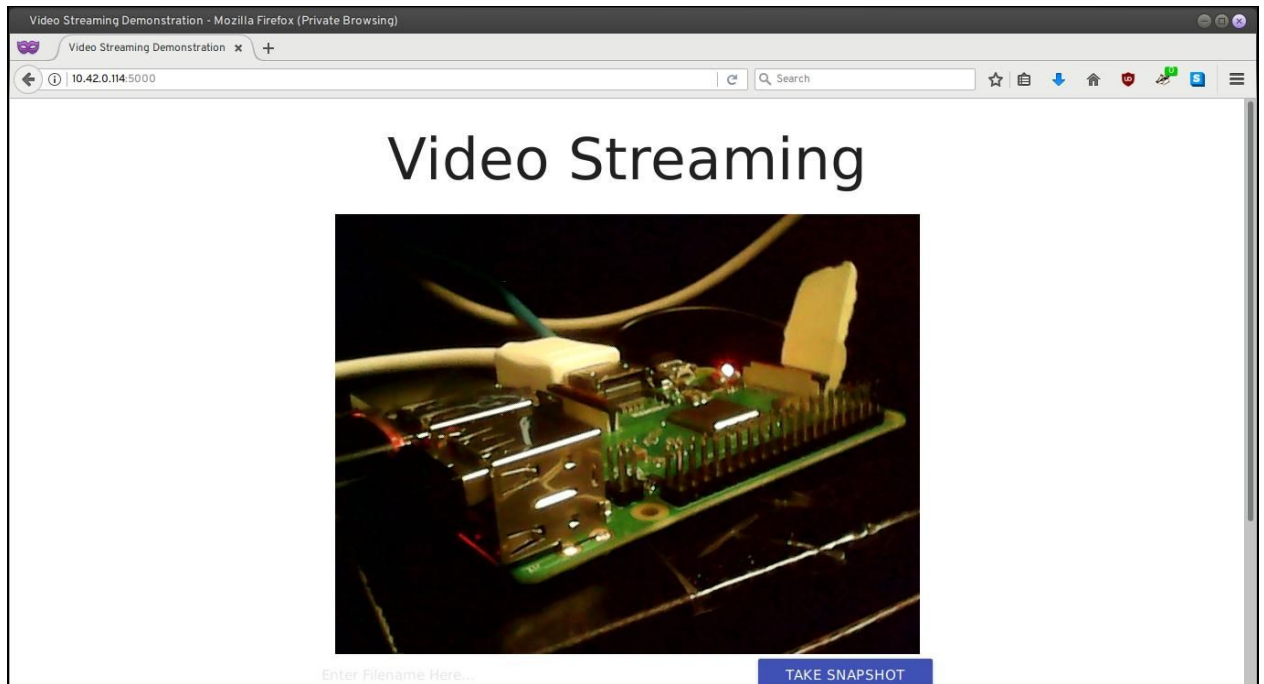 Video Streaming Demonstration - Mozilla Firefox (Private Browsing)
Video Streaming Demonstration
10.42.0.114:5000
Search
0
S
Video Streaming
Enter Filename Here...
TAKE SNAPSHOT